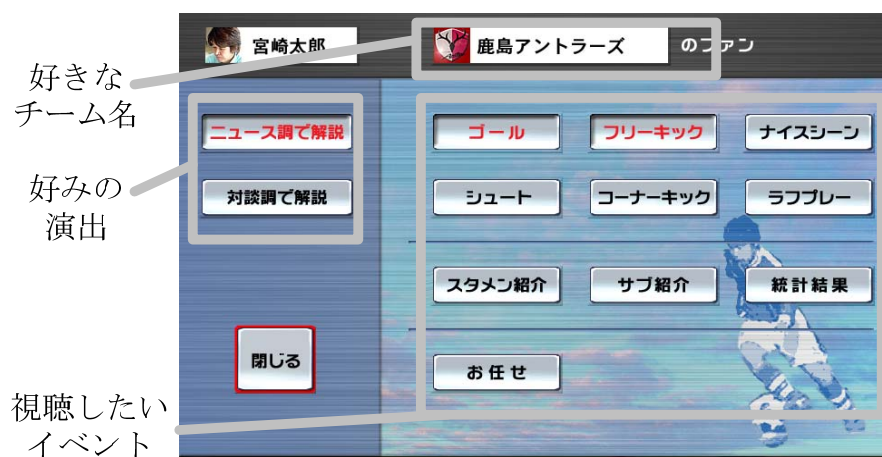 宮崎太郎
鹿島アントラーズ
のファン
好きな
チーム名
ニュース調で解説
対談調で解説
好みの
演出
ゴール
フリーキック
ナイスシーン
シュート
コーナーキック
ラフプレー
スタメン紹介
サブ紹介
統計結果
お任せ
閉じる
視聴したい
イベント